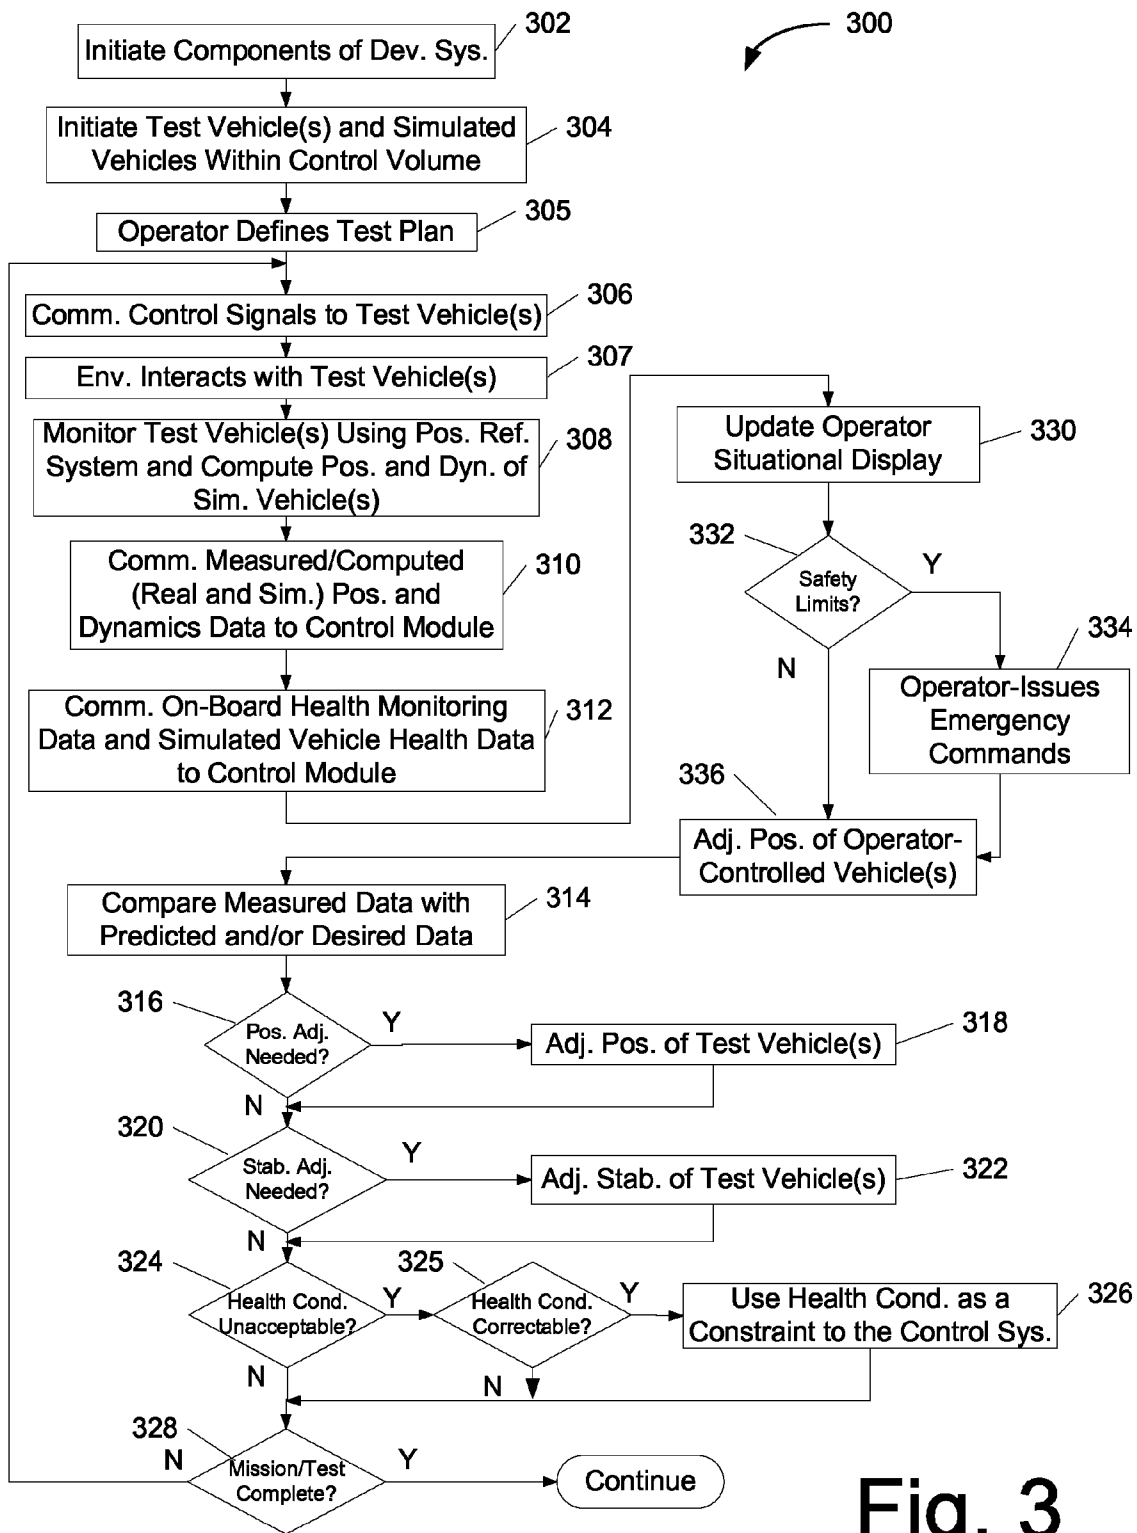 302
300
Initiate Components of Dev. Sys.
Initiate Test Vehicle(s) and Simulated
Vehicles Within Control Volume
304
305
Operator Defines Test Plan
306
Comm. Control Signals to Test Vehicle(s)
307
Env. Interacts with Test Vehicle(s)
Monitor Test Vehicle(s) Using Pos. Ref.
System and Compute Pos. and Dyn. of
Sim. Vehicle(s)
308
Comm. Measured/Computed
(Real and Sim.) Pos. and
Dynamics Data to Control Module
310
Comm. On-Board Health Monitoring
Data and Simulated Vehicle Health Data
to Control Module
312
Update Operator
Situational Display
330
332
Safety
Limits?
Y
N
334
Operator-Issues
Emergency
Commands
336
Adj. Pos. of Operator-
Controlled Vehicle(s)
Compare Measured Data with
Predicted and/or Desired Data
314
316
Pos. Adj.
Needed?
Y
N
Adj. Pos. of Test Vehicle(s)
318
320
Stab. Adj.
Needed?
Y
N
Adj. Stab. of Test Vehicle(s)
322
324
Health Cond.
Unacceptable?
Y
N
325
Health Cond.
Correctable?
Y
N
Use Health Cond. as a
Constraint to the Control Sys.
326
328
Mission/Test
Complete?
N
Y
Continue
Fig. 3